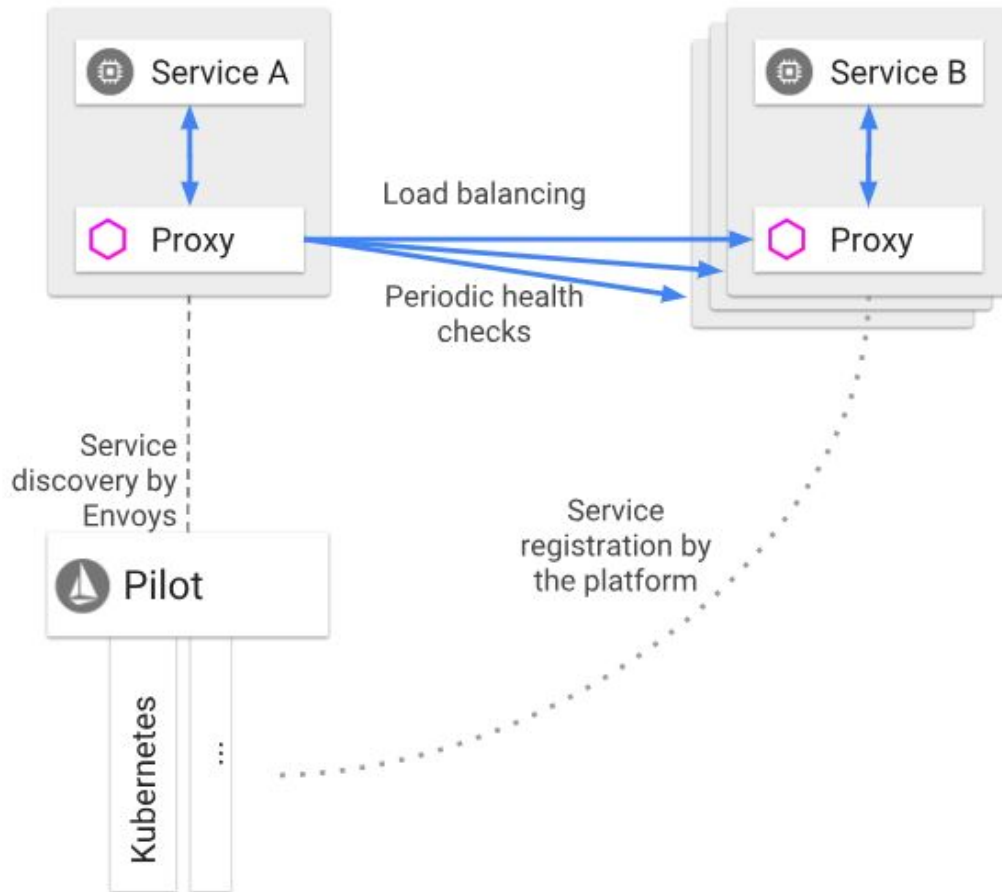 Service A
Service B
Load balancing
Proxy
Proxy
Periodic health
checks
Service
discovery by
Envoys
Service
registration by
the platform
Pilot
Kubernetes
...